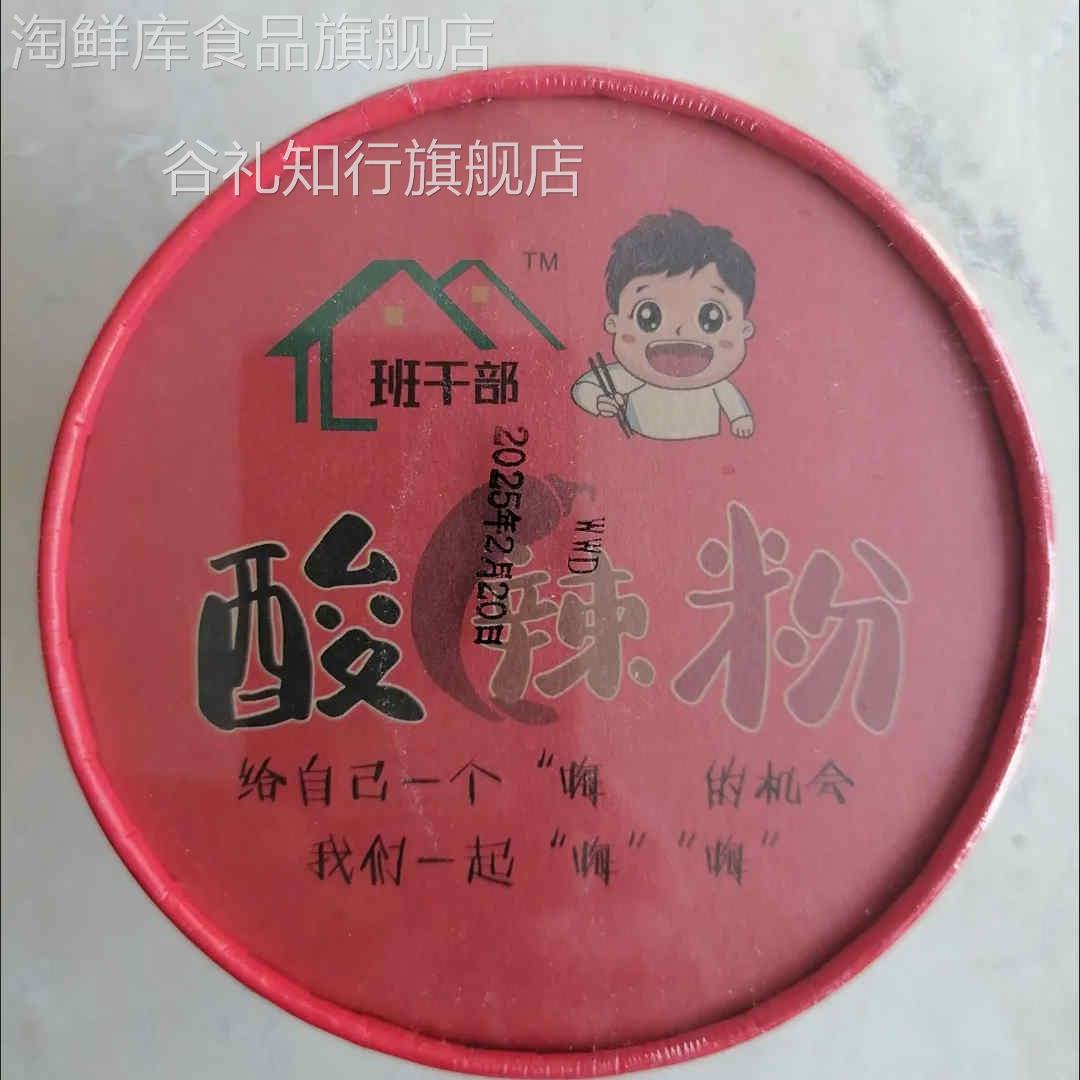 淘鲜库食品旗舰店
谷礼知行旗舰店
TM
班干部
2025年2月20日
WWD
酸辣粉
给自己一个“嗨 的机会
我们一起“嗨”“嗨”